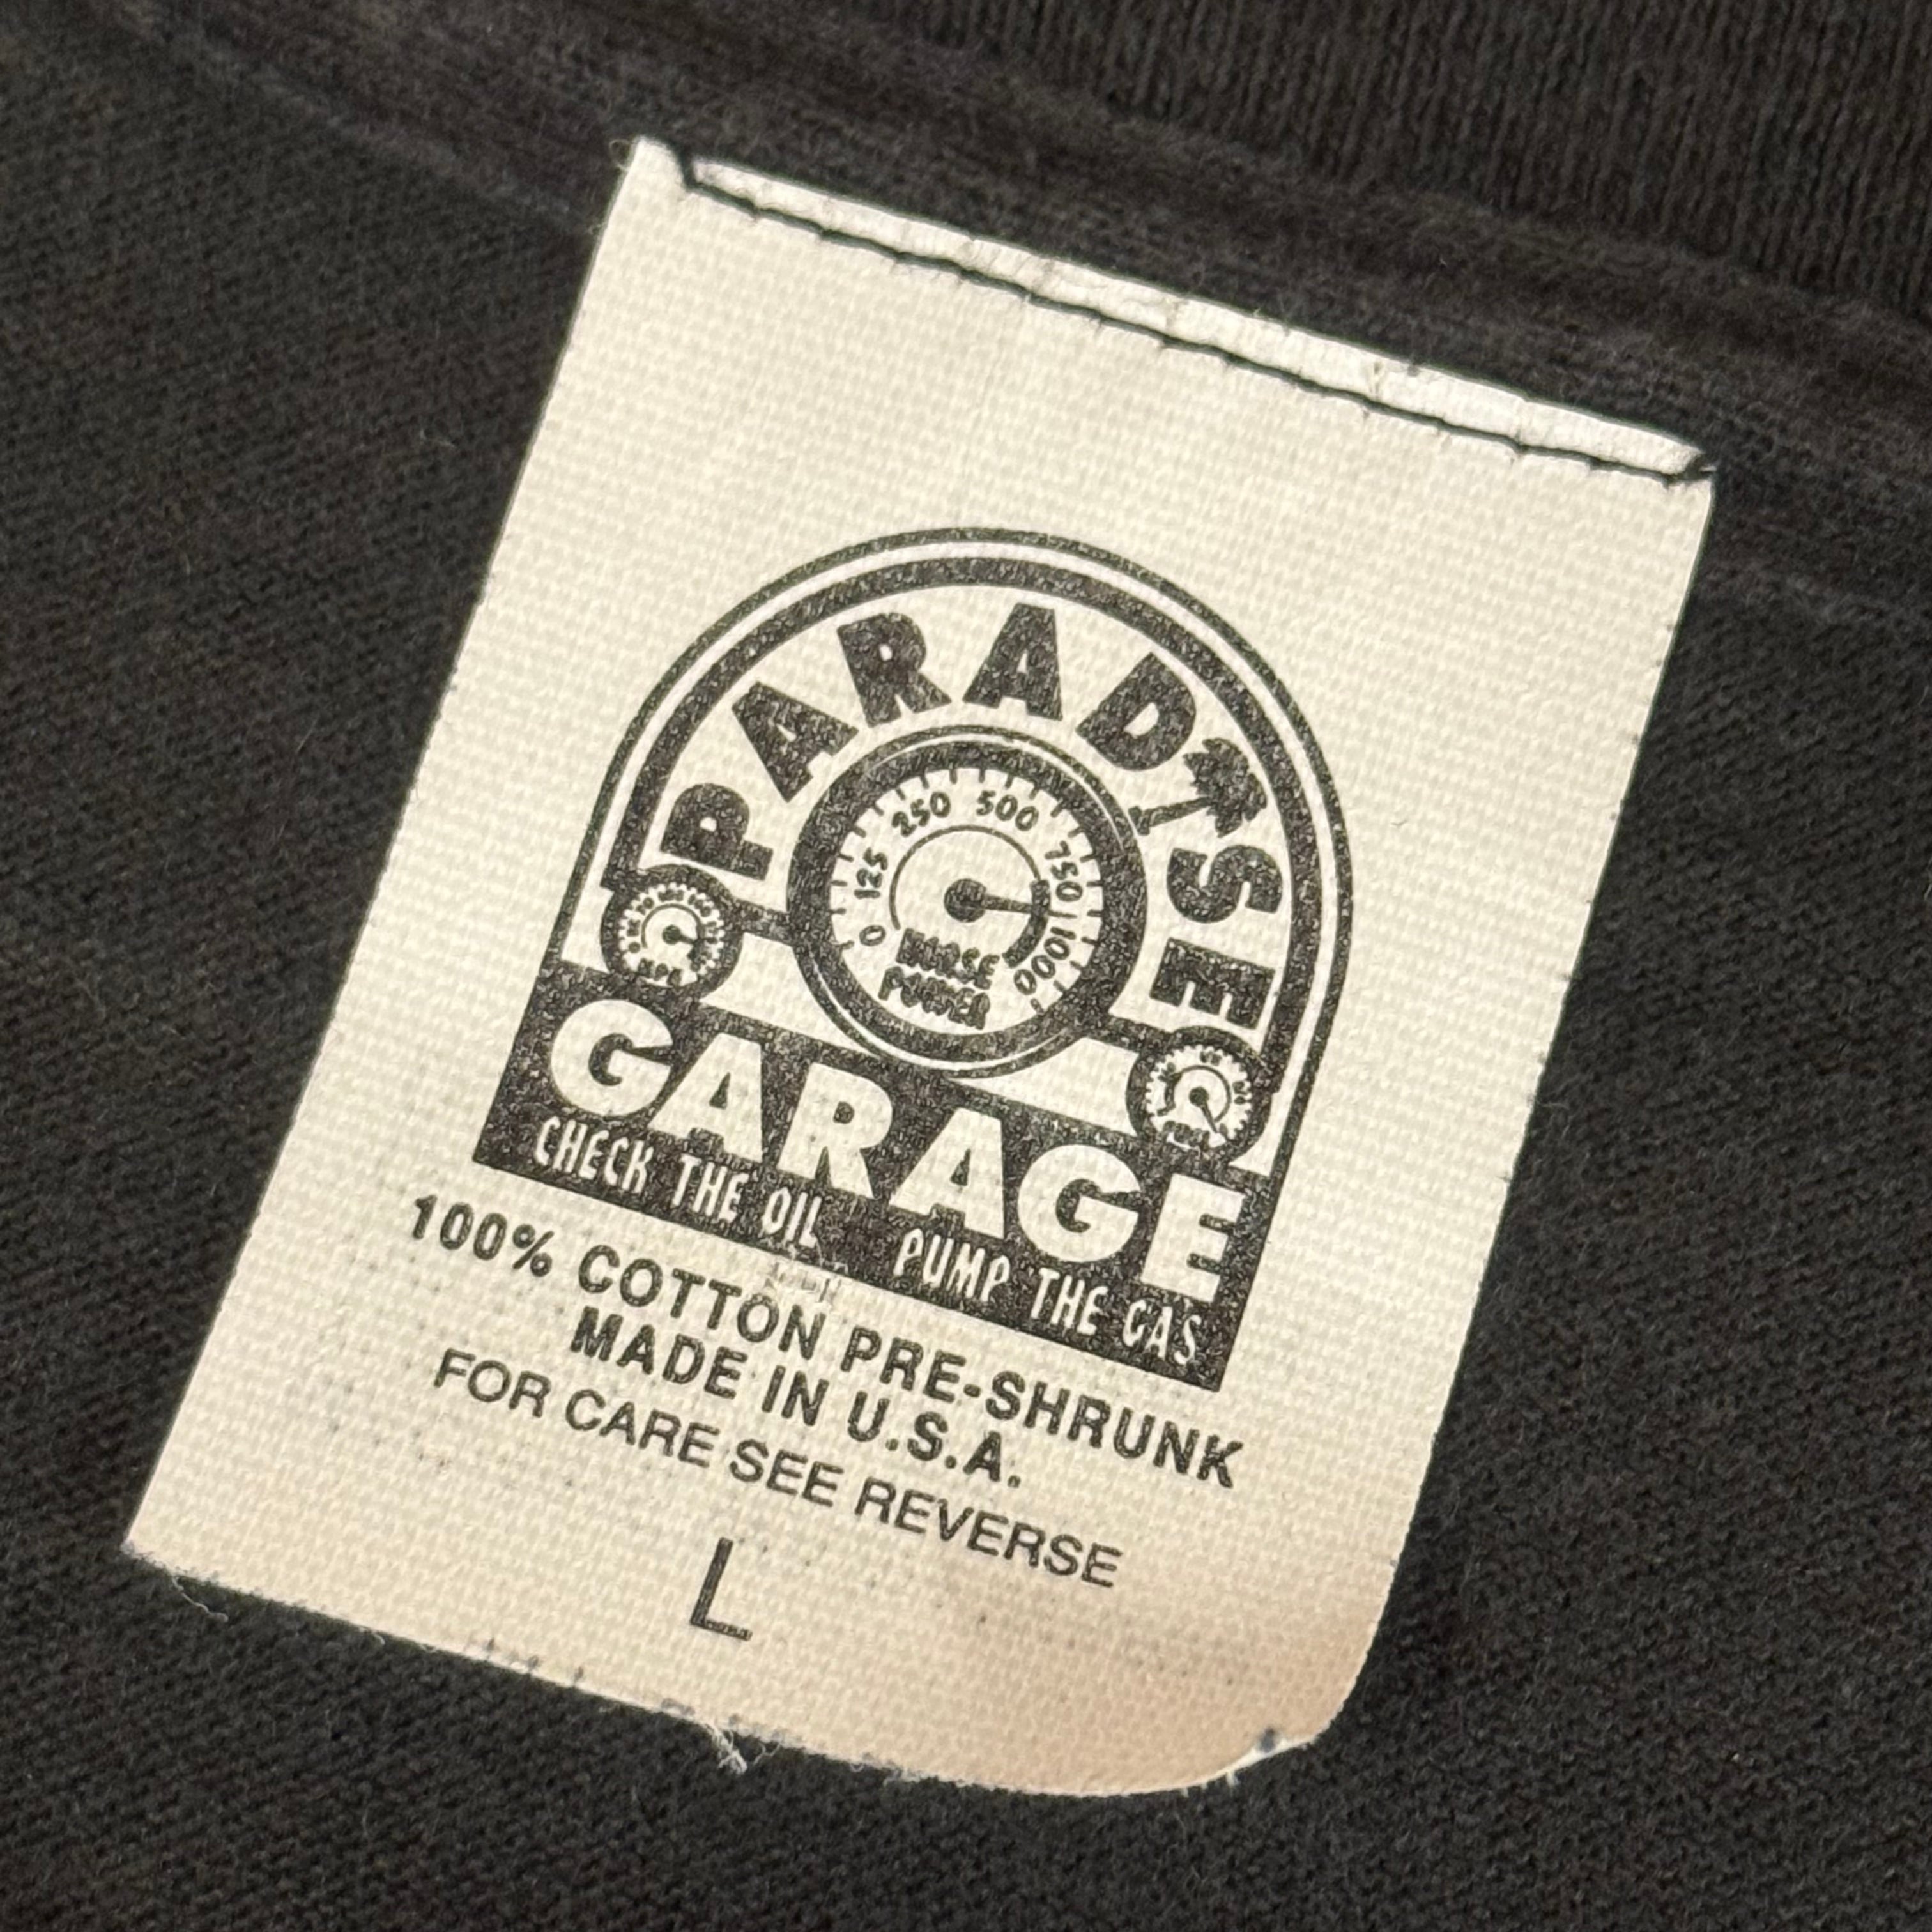 PARADISE
250 500
125 750
0 1000
HORSE
POWER
GARAGE
CHECK THE OIL PUMP THE GAS
100% COTTON PRE-SHRUNK
MADE IN U.S.A.
FOR CARE SEE REVERSE
L